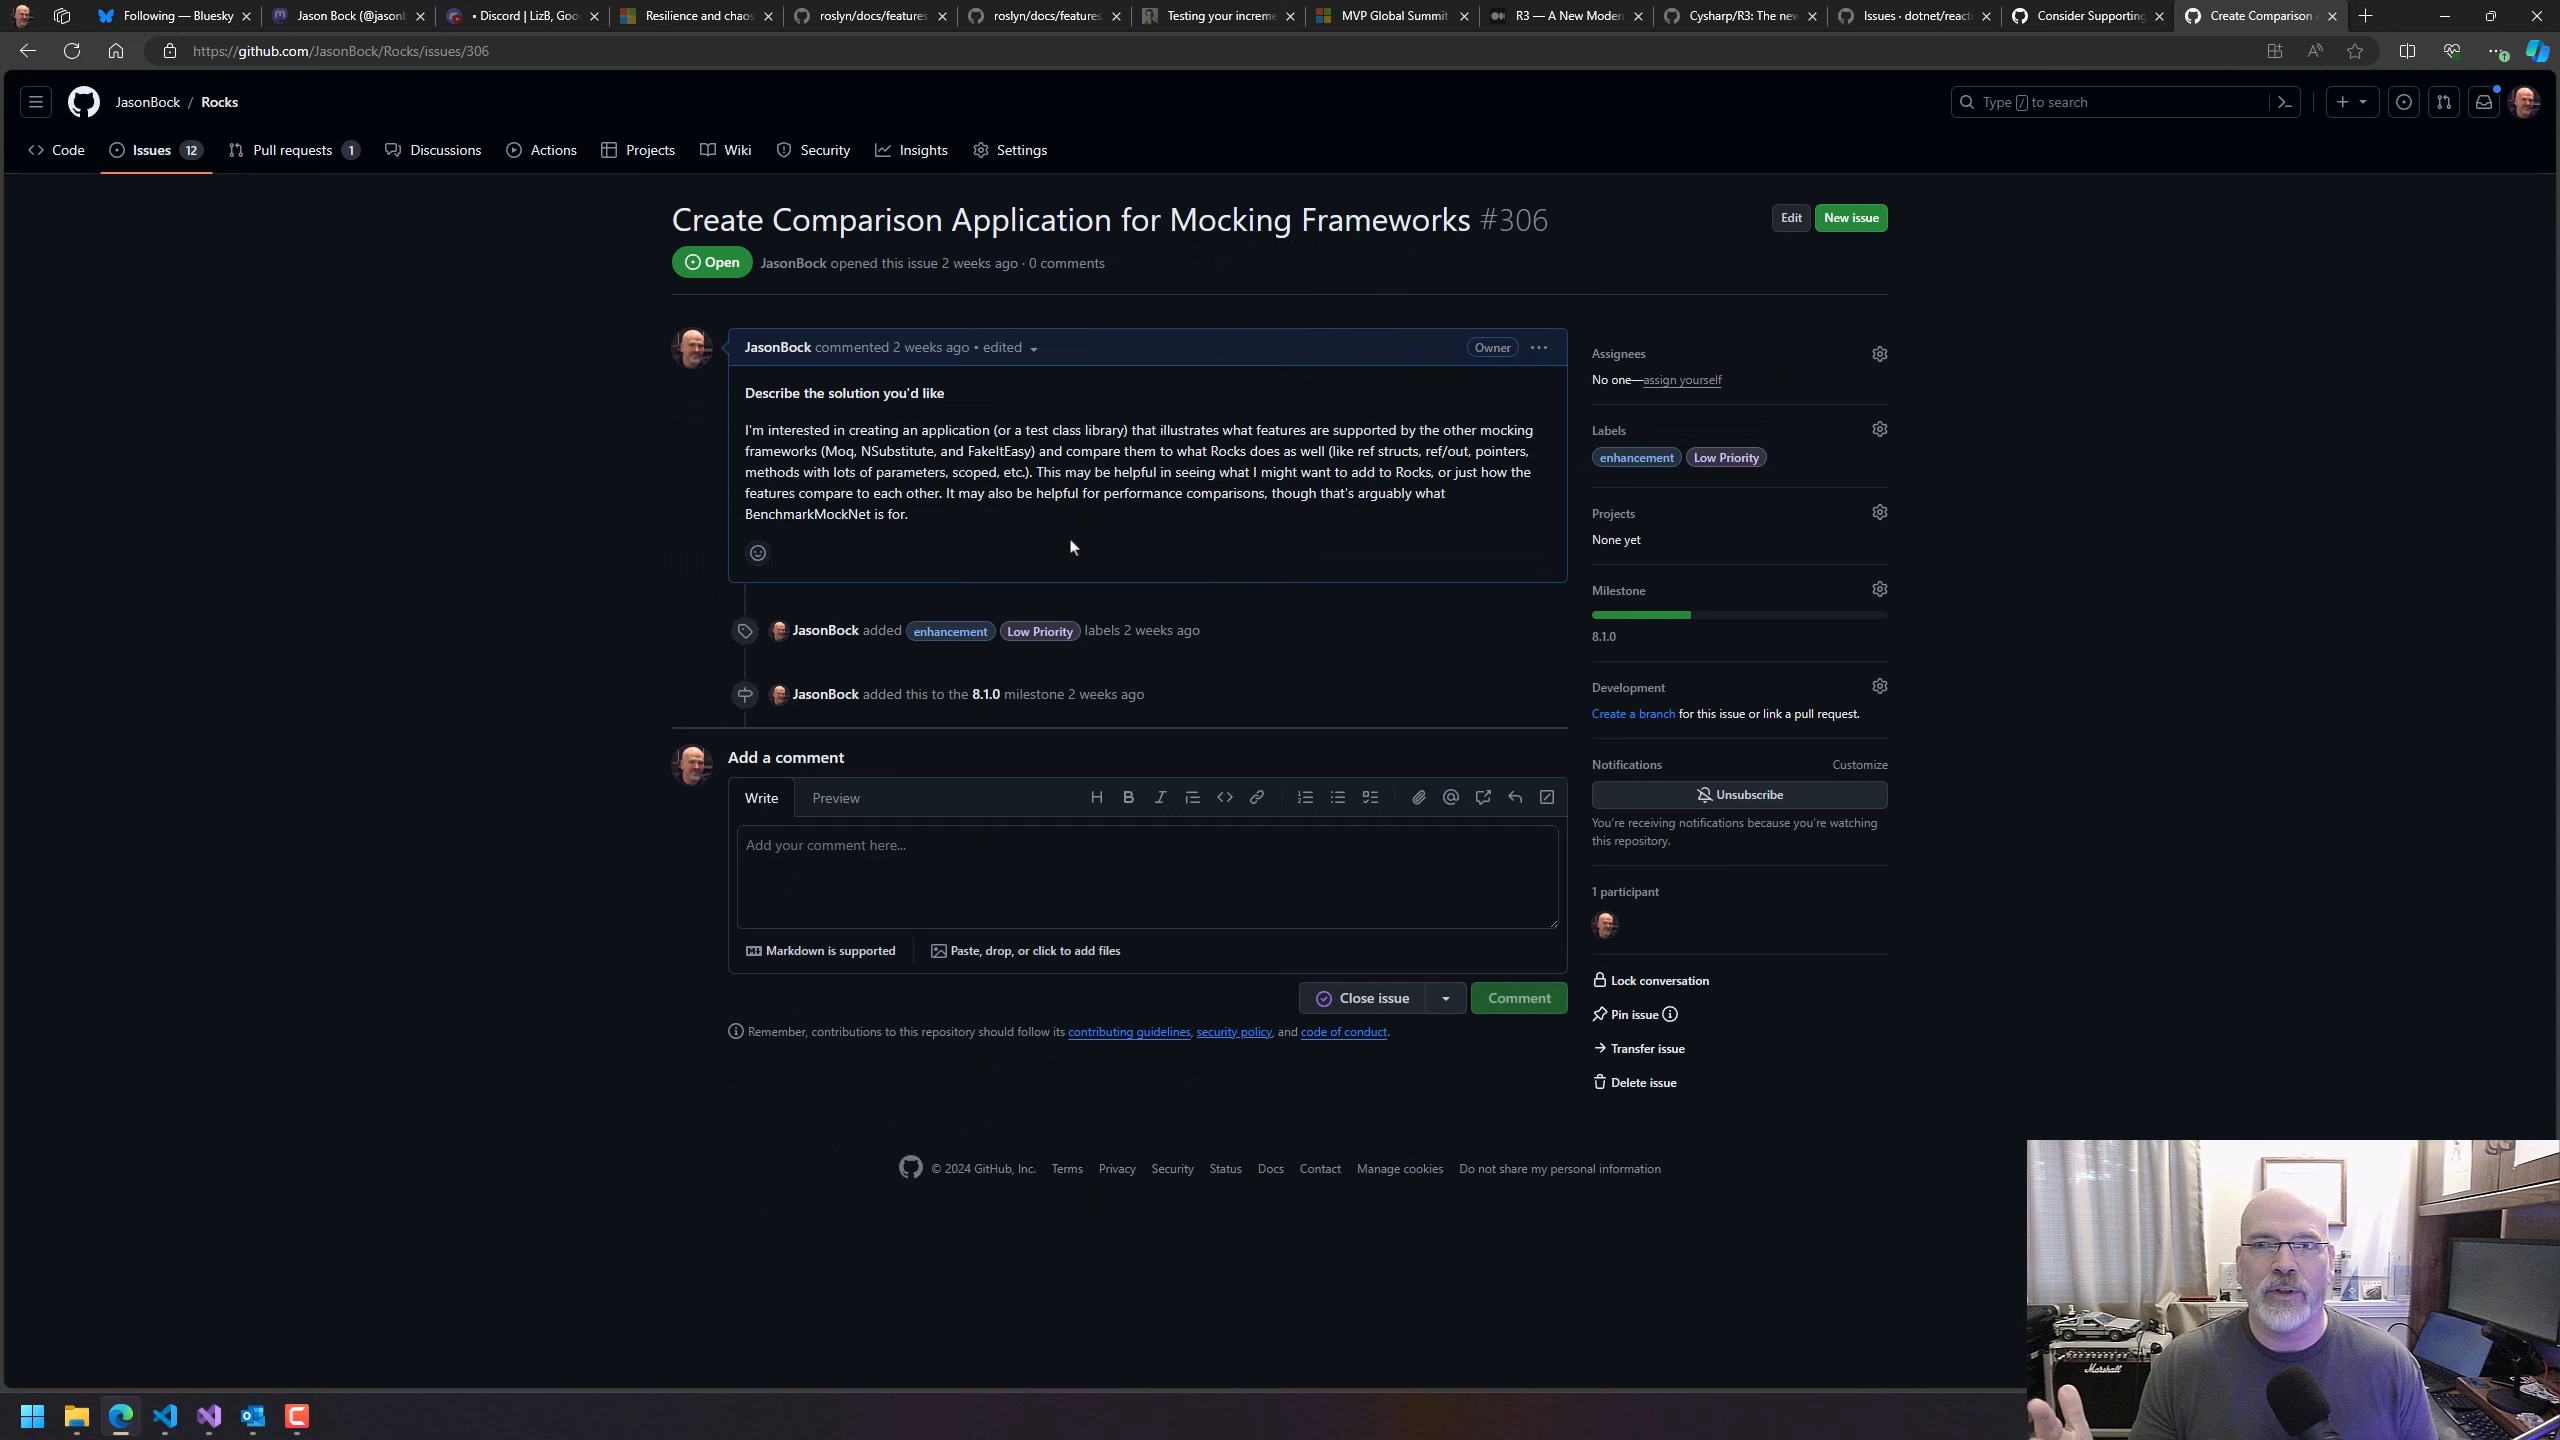 Following — Bluesky
Jason Bock (@jasonl
• Discord | LizB, Goo
Resilience and chaos
roslyn/docs/features
roslyn/docs/features
Testing your increme
MVP Global Summit
R3 — A New Modern
Cysharp/R3: The new
Issues · dotnet/reacti
Consider Supporting
Create Comparison A
https://github.com/JasonBock/Rocks/issues/306
JasonBock / Rocks
Type / to search
Code
Issues 12
Pull requests 1
Discussions
Actions
Projects
Wiki
Security
Insights
Settings
Create Comparison Application for Mocking Frameworks #306
Edit
New issue
Open
JasonBock opened this issue 2 weeks ago · 0 comments
JasonBock commented 2 weeks ago • edited
Owner
Describe the solution you'd like
I'm interested in creating an application (or a test class library) that illustrates what features are supported by the other mocking
frameworks (Moq, NSubstitute, and FakeItEasy) and compare them to what Rocks does as well (like ref structs, ref/out, pointers,
methods with lots of parameters, scoped, etc.). This may be helpful in seeing what I might want to add to Rocks, or just how the
features compare to each other. It may also be helpful for performance comparisons, though that's arguably what
BenchmarkMockNet is for.
JasonBock added enhancement Low Priority labels 2 weeks ago
JasonBock added this to the 8.1.0 milestone 2 weeks ago
Add a comment
Write
Preview
Add your comment here...
Markdown is supported
Paste, drop, or click to add files
Close issue
Comment
Remember, contributions to this repository should follow its contributing guidelines, security policy, and code of conduct.
Assignees
No one—assign yourself
Labels
enhancement Low Priority
Projects
None yet
Milestone
8.1.0
Development
Create a branch for this issue or link a pull request.
Notifications
Customize
Unsubscribe
You're receiving notifications because you're watching
this repository.
1 participant
Lock conversation
Pin issue
Transfer issue
Delete issue
© 2024 GitHub, Inc.
Terms
Privacy
Security
Status
Docs
Contact
Manage cookies
Do not share my personal information
Marshall